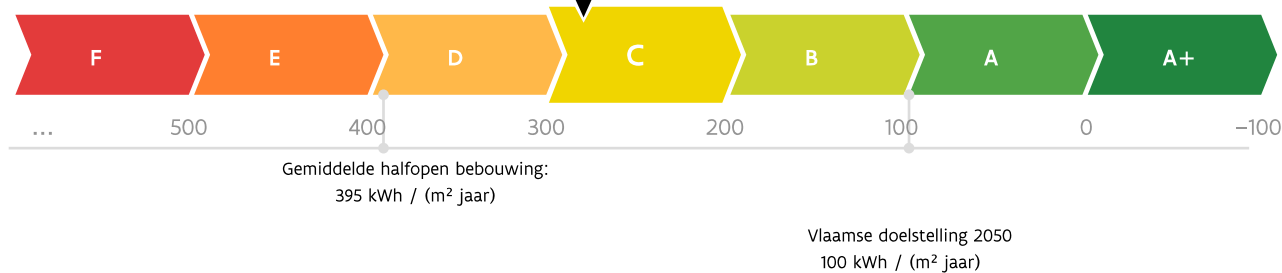 F E D C B A A+
... 500 400 300 200 100 0 –100
Gemiddelde halfopen bebouwing:
395 kWh / (m² jaar)
Vlaamse doelstelling 2050
100 kWh / (m² jaar)